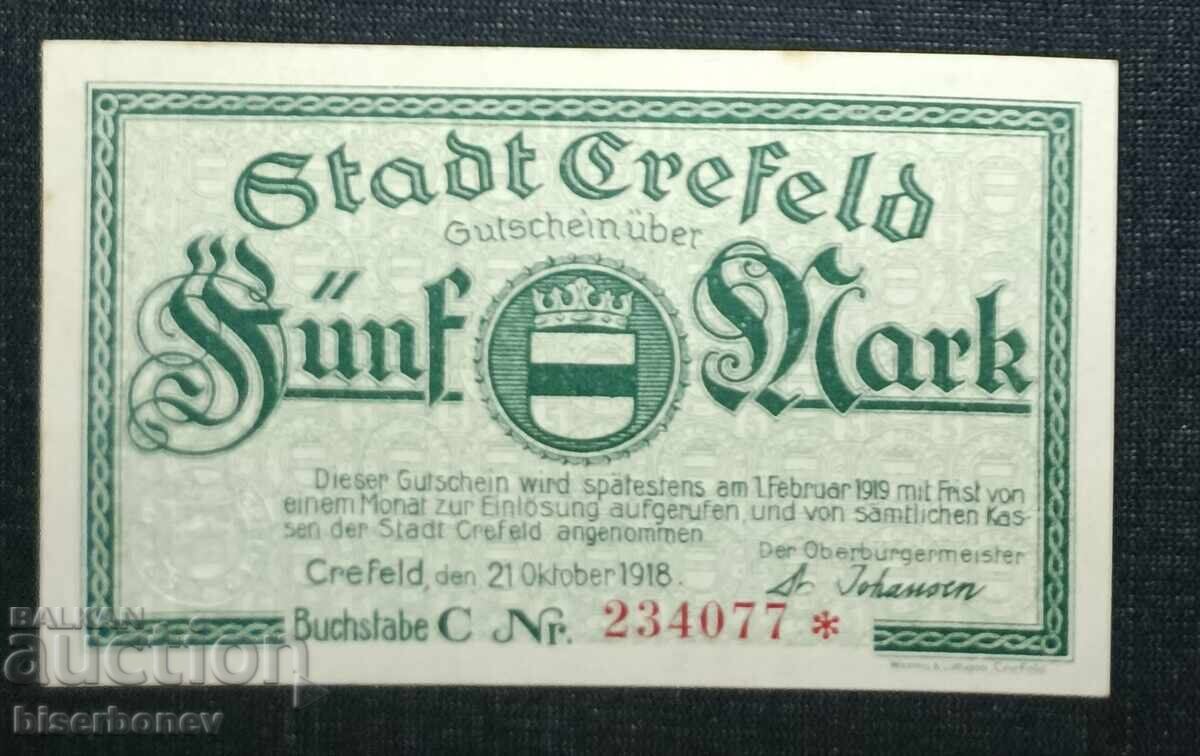 Stadt Crefeld
Gutschein über
Fünf Mark
Dieser Gutschein wird spätestens am 1. Februar 1919 mit Frist von
einem Monat zur Einlösung aufgerufen, und von sämtlichen Kas-
sen der Stadt Crefeld angenommen
Der Oberburgermeister
Crefeld, den 21 Oktober 1918.
Dr Johansen
Buchstabe C Nr. 234077 *
Crefeld
BALKAN
auction
biserbonev